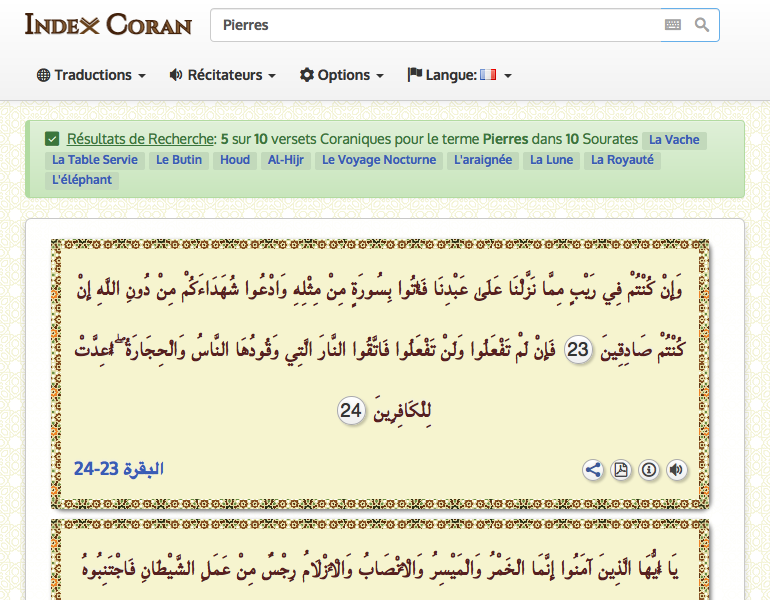 Index Coran
Pierres
Traductions Récitateurs Options Langue:
Résultats de Recherche: 5 sur 10 versets Coraniques pour le terme Pierres dans 10 Sourates La Vache
La Table Servie Le Butin Houd Al-Hijr Le Voyage Nocturne L'araignée La Lune La Royauté
L'éléphant
وَإِنْ كُنْتُمْ فِي رَيْبٍ مِمَّا نَزَّلْنَا عَلَىٰ عَبْدِنَا فَأْتُوا بِسُورَةٍ مِنْ مِثْلِهِ وَادْعُوا شُهَدَاءَكُمْ مِنْ دُونِ اللَّهِ إِنْ
كُنْتُمْ صَادِقِينَ 23 فَإِنْ لَمْ تَفْعَلُوا وَلَنْ تَفْعَلُوا فَاتَّقُوا النَّارَ الَّتِي وَقُودُهَا النَّاسُ وَالْحِجَارَةُ ۖ أُعِدَّتْ
لِلْكَافِرِينَ 24
البقرة 23-24
يَا أَيُّهَا الَّذِينَ آمَنُوا إِنَّمَا الْخَمْرُ وَالْمَيْسِرُ وَالْأَنْصَابُ وَالْأَزْلَامُ رِجْسٌ مِنْ عَمَلِ الشَّيْطَانِ فَاجْتَنِبُوهُ